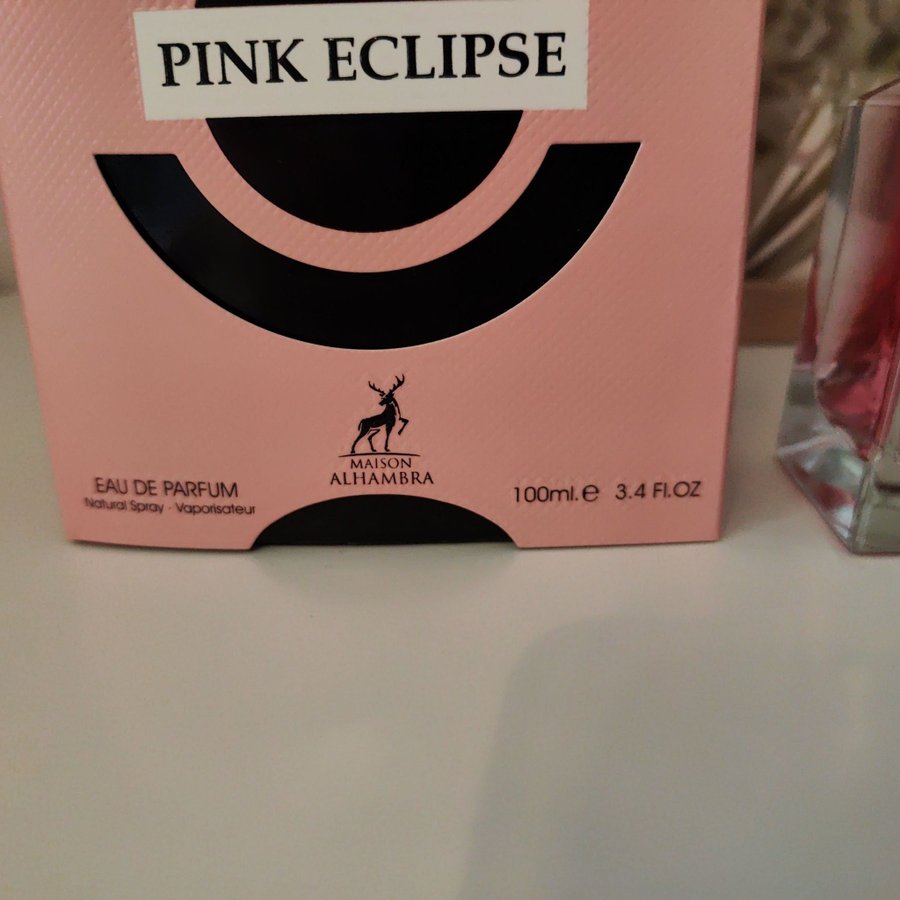 PINK ECLIPSE
MAISON
ALHAMBRA
EAU DE PARFUM
Natural Spray · Vaporisateur
100ml.e 3.4 Fl.OZ